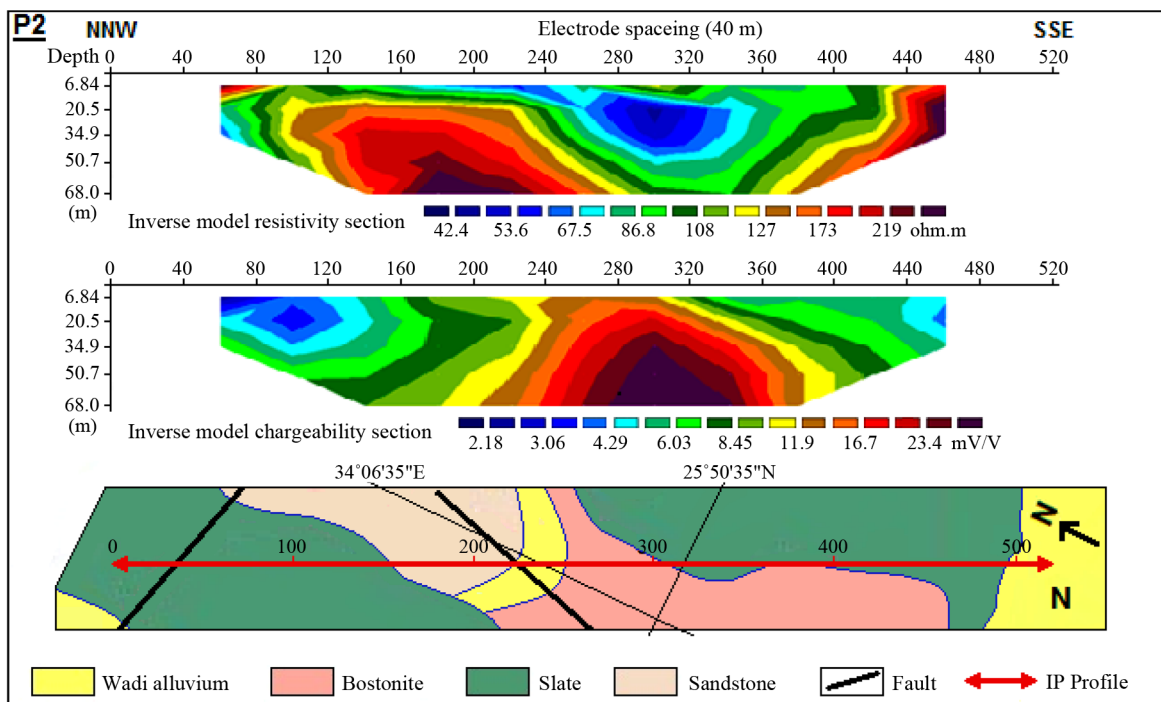 P2 NNW Electrode spaceing (40 m) SSE
Depth 0 40 80 120 160 200 240 280 320 360 400 440 480 520
6.84
20.5
34.9
50.7
68.0
(m)
Inverse model resistivity section
42.4 53.6 67.5 86.8 108 127 173 219 ohm.m
0 40 80 120 160 200 240 280 320 360 400 440 480 520
6.84
20.5
34.9
50.7
68.0
(m)
Inverse model chargeability section
2.18 3.06 4.29 6.03 8.45 11.9 16.7 23.4 mV/V
34°06'35"E 25°50'35"N
N
0 100 200 300 400 500
N
Wadi alluvium Bostonite Slate Sandstone Fault IP Profile